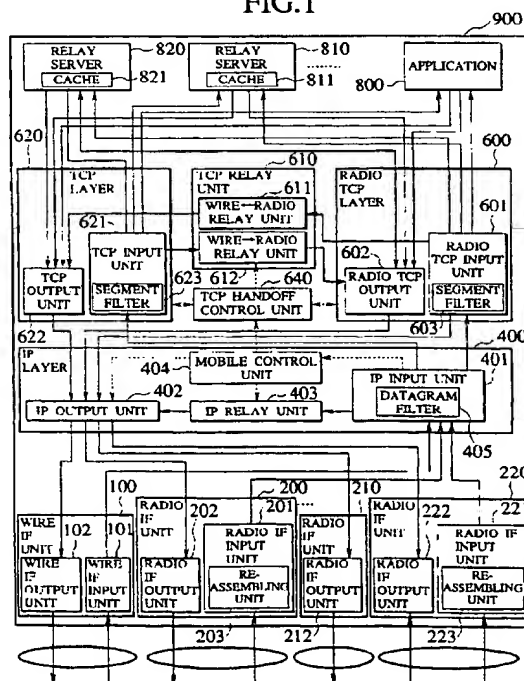 FIG.1
900
RELAY
SERVER
CACHE
820
821
RELAY
SERVER
CACHE
810
811
APPLICATION
800
620
TCP
LAYER
621
TCP INPUT
UNIT
SEGMENT
FILTER
623
TCP
OUTPUT
UNIT
622
610
TCP RELAY
UNIT
611
WIRE→RADIO
RELAY UNIT
WIRE→RADIO
RELAY UNIT
612
640
TCP HANDOFF
CONTROL UNIT
600
RADIO
TCP LAYER
601
RADIO
TCP INPUT
UNIT
SEGMENT
FILTER
603
602
RADIO TCP
OUTPUT
UNIT
400
IP
LAYER
404
MOBILE CONTROL
UNIT
401
IP INPUT
UNIT
DATAGRAM
FILTER
405
402
IP OUTPUT UNIT
403
IP RELAY UNIT
100
WIRE
IF UNIT
102
101
WIRE IF
OUTPUT
UNIT
WIRE IF
INPUT
UNIT
RADIO
IF UNIT
202
200
201
RADIO IF
INPUT UNIT
RE-
ASSEMBLING
UNIT
203
RADIO
IF
OUTPUT
UNIT
210
RADIO
IF UNIT
RADIO
IF
OUTPUT
UNIT
212
220
RADIO
IF
UNIT
222
221
RADIO IF
INPUT
UNIT
RE-
ASSEMBLING
UNIT
223
RADIO
IF
OUTPUT
UNIT